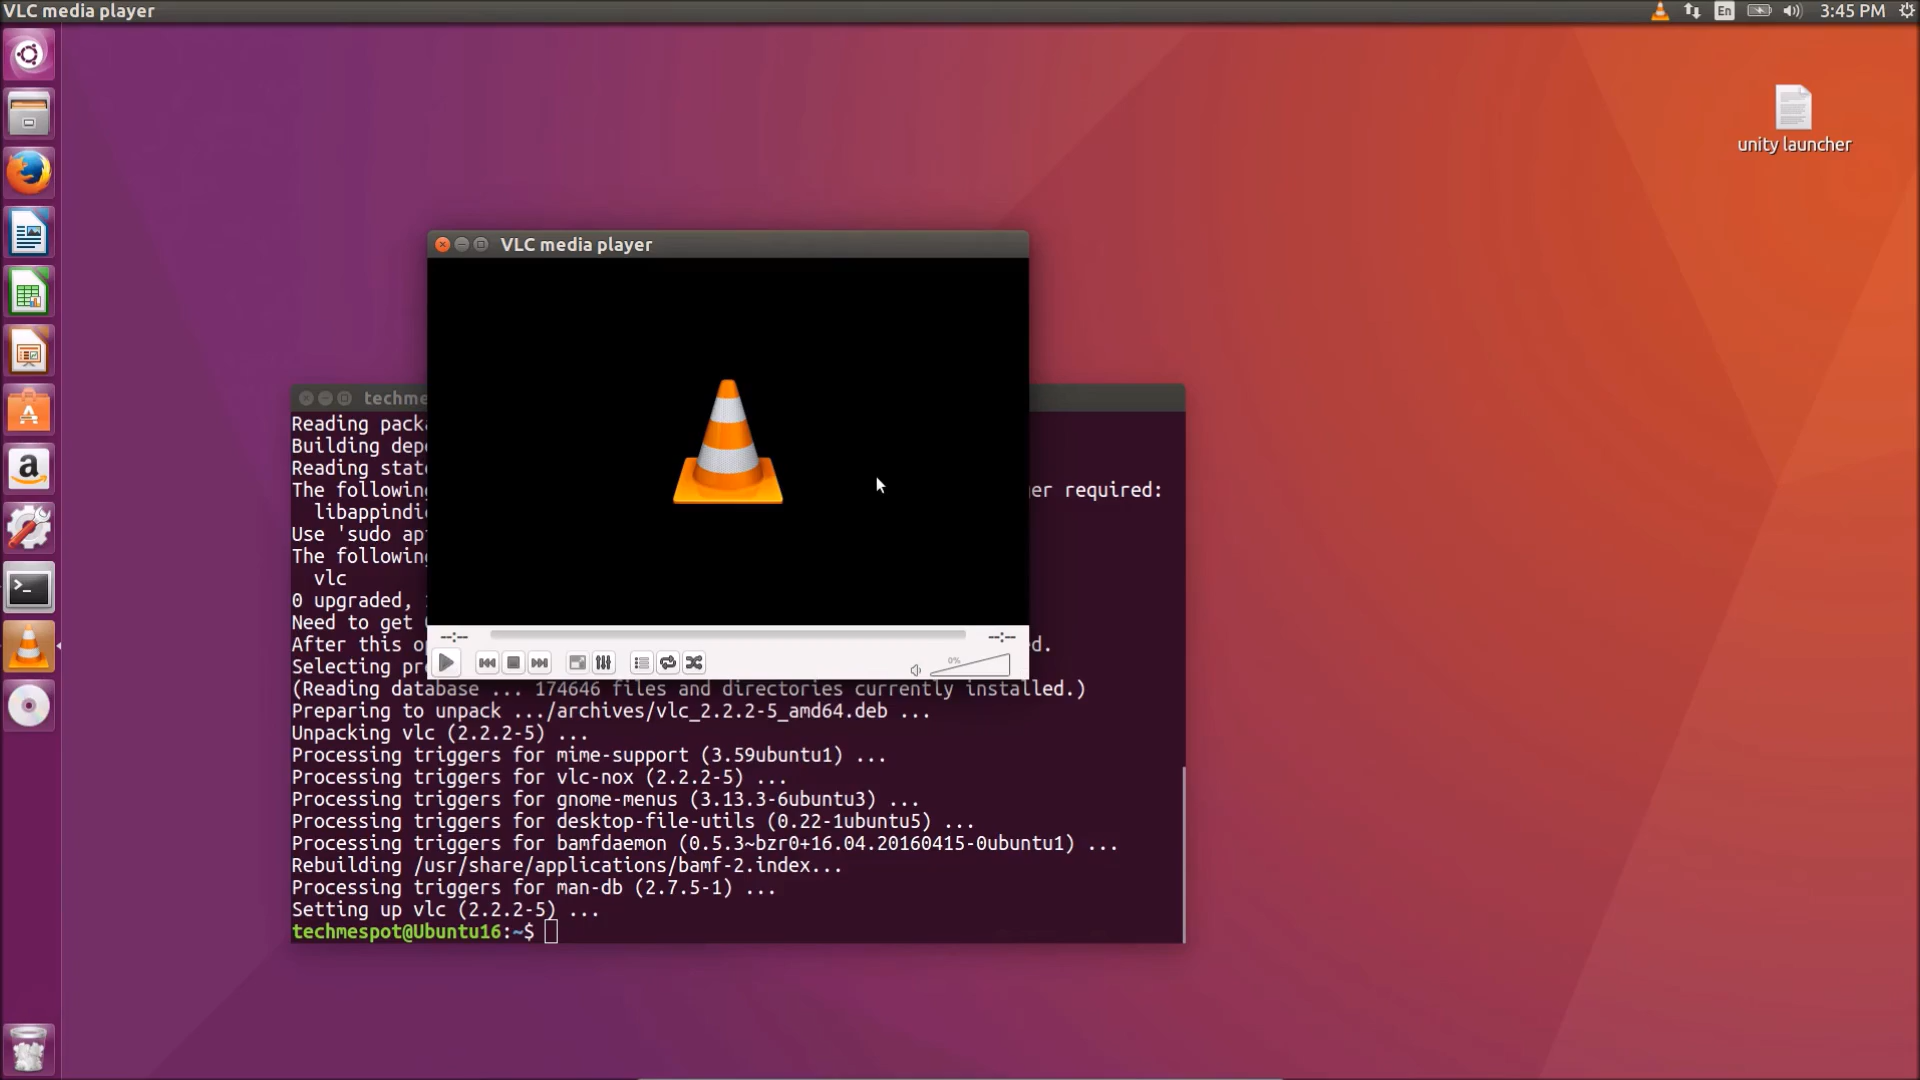 VLC media player
En
3:45 PM
unity launcher
VLC media player
techme
Reading pack
Building dep
Reading stat
The following er required:
libappindi
Use 'sudo ap
The following
vlc
0 upgraded,
Need to get
--:-- --:--
After this o d.
Selecting pr
0%
(Reading database ... 174646 files and directories currently installed.)
Preparing to unpack .../archives/vlc_2.2.2-5_amd64.deb ...
Unpacking vlc (2.2.2-5) ...
Processing triggers for mime-support (3.59ubuntu1) ...
Processing triggers for vlc-nox (2.2.2-5) ...
Processing triggers for gnome-menus (3.13.3-6ubuntu3) ...
Processing triggers for desktop-file-utils (0.22-1ubuntu5) ...
Processing triggers for bamfdaemon (0.5.3~bzr0+16.04.20160415-0ubuntu1) ...
Rebuilding /usr/share/applications/bamf-2.index...
Processing triggers for man-db (2.7.5-1) ...
Setting up vlc (2.2.2-5) ...
techmespot@Ubuntu16:~$